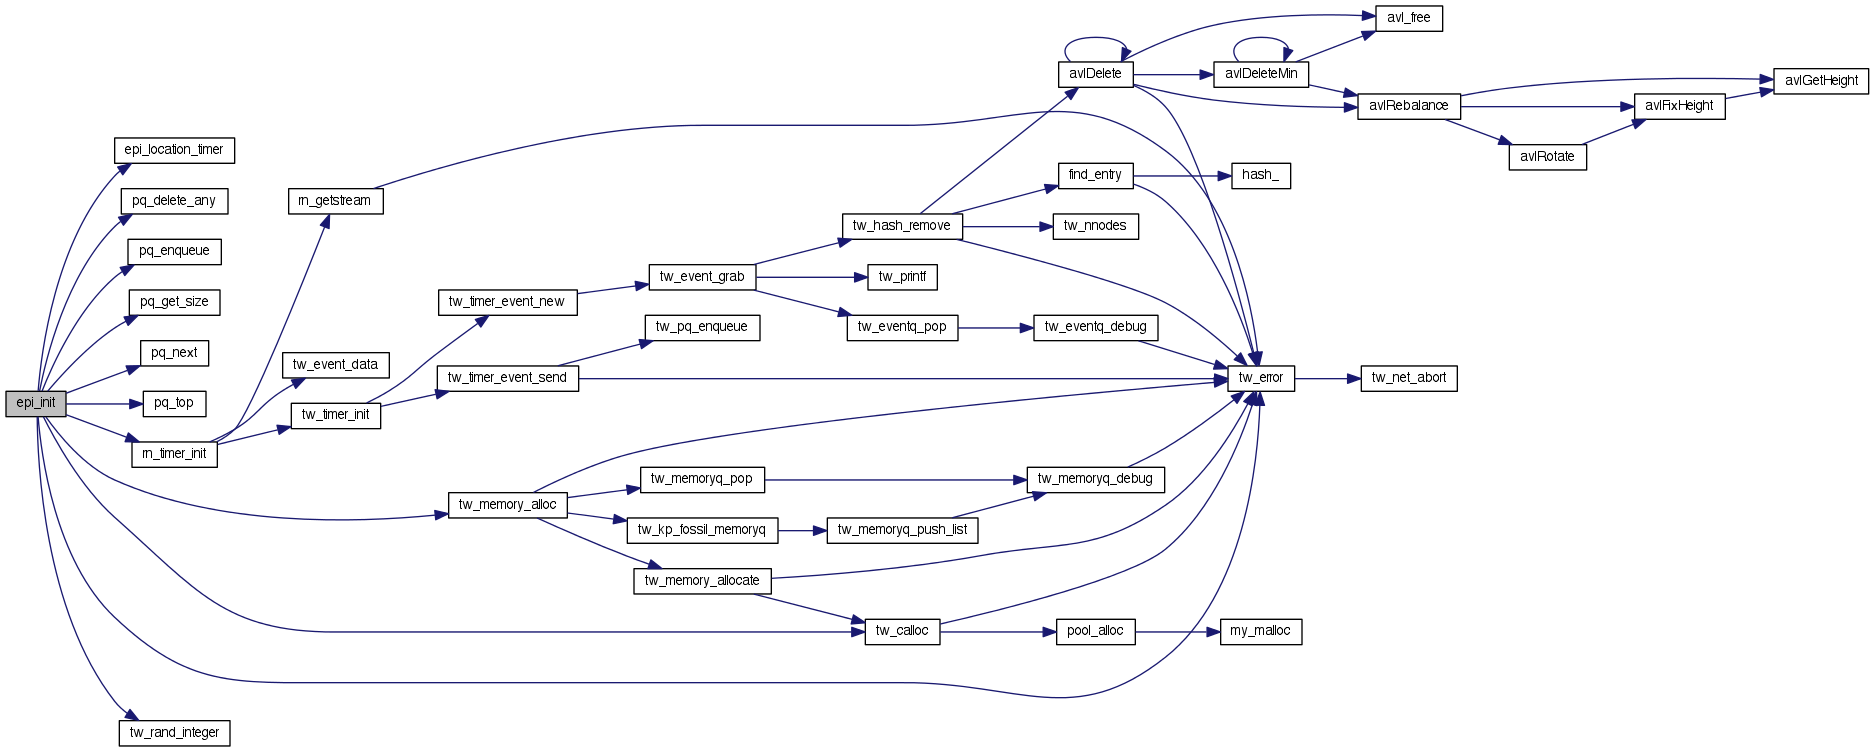 avl_free
avlDelete
avlDeleteMin
avlGetHeight
avlRebalance
avlFixHeight
epi_location_timer
avlRotate
find_entry
hash_
pq_delete_any
rn_getstream
tw_hash_remove
tw_nnodes
pq_enqueue
tw_event_grab
tw_printf
pq_get_size
tw_timer_event_new
tw_pq_enqueue
tw_eventq_pop
tw_eventq_debug
pq_next
tw_event_data
tw_timer_event_send
tw_error
tw_net_abort
epi_init
pq_top
tw_timer_init
rn_timer_init
tw_memoryq_pop
tw_memoryq_debug
tw_memory_alloc
tw_kp_fossil_memoryq
tw_memoryq_push_list
tw_memory_allocate
tw_calloc
pool_alloc
my_malloc
tw_rand_integer